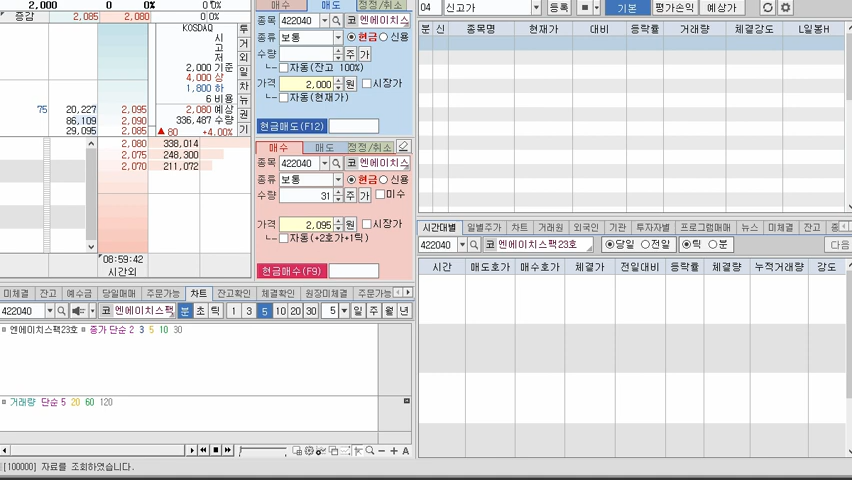 2,000 0% 0 0%
증감 2,085 2,080 0 0%
KOSDAQ
시
고
저
2,000 기준
4,000 상
1,800 하
6 비용
2,080 예상
336,487 수량
▲ 80 +4.00%
투
거
외
일
차
뉴
권
기
75 20,227 2,095
86,109 2,090
29,095 2,085
2,080 338,014
2,075 248,300
2,070 211,072
08:59:42
시간외
매수 매도 정정/취소
종목 422040 코 엔에이치스
종류 보통 현금 신용
수량 주 가
자동(잔고 100%)
가격 2,000 원 시장가
자동(현재가)
현금매도(F12)
매수 매도 정정/취소
종목 422040 코 엔에이치스
종류 보통 현금 신용
수량 31 주 가 미수
가격 2,095 원 시장가
자동(+2호가+1틱)
현금매수(F9)
04 신고가 등록 기본 평가손익 예상가
분 신 종목명 현재가 대비 등락률 거래량 체결강도 L일봉H
시간대별 일별주가 차트 거래원 외국인 기관 투자자별 프로그램매매 뉴스 미체결 잔고 종
422040 코 엔에이치스팩23호 당일 전일 틱 분 다음
시간 매도호가 매수호가 체결가 전일대비 등락률 체결량 누적거래량 강도
미체결 잔고 예수금 당일매매 주문가능 차트 잔고확인 체결확인 원장미체결 주문가능
422040 코 엔에이치스팩 분 초 틱 1 3 5 10 20 30 5 일 주 월 년
엔에이치스팩23호 종가 단순 2 3 5 10 30
거래량 단순 5 20 60 120
[100000] 자료를 조회하였습니다.